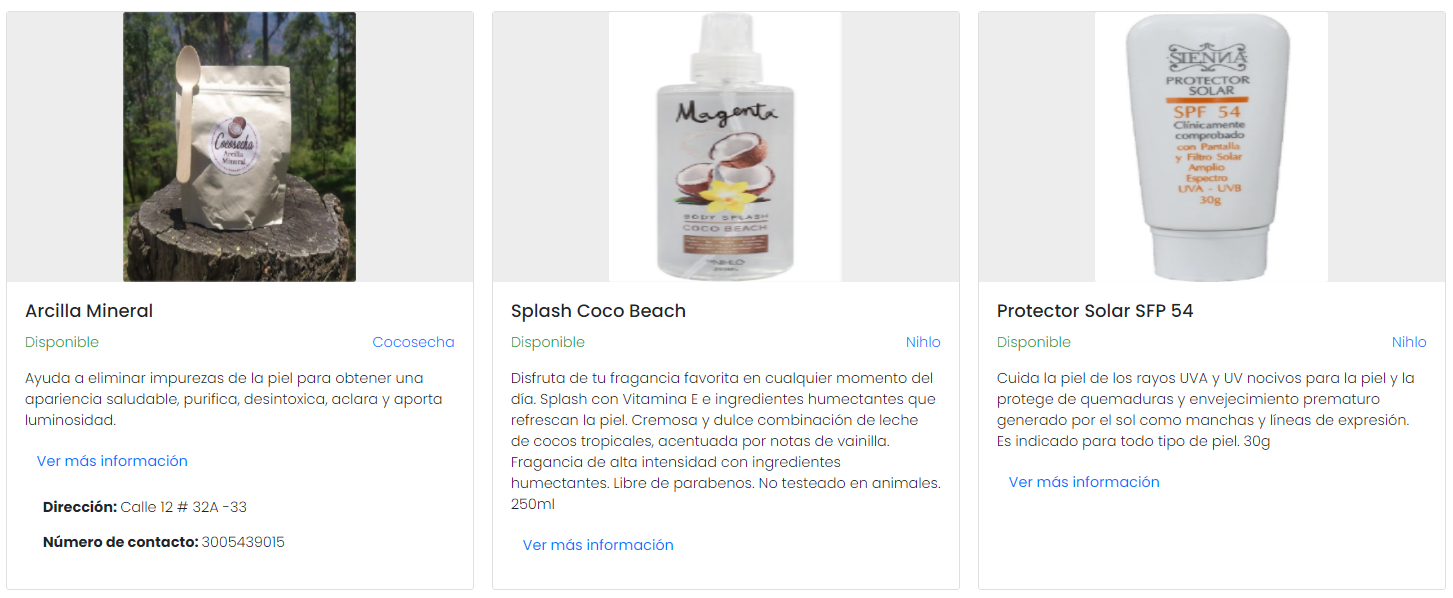 Cocosecha
Arcilla
Mineral
Arcilla Mineral
Disponible
Cocosecha
Ayuda a eliminar impurezas de la piel para obtener una
apariencia saludable, purifica, desintoxica, aclara y aporta
luminosidad.
Ver más información
Dirección: Calle 12 # 32A -33
Número de contacto: 3005439015
Magenta
BODY SPLASH
COCO BEACH
NIHLO
Splash Coco Beach
Disponible
Nihlo
Disfruta de tu fragancia favorita en cualquier momento del
día. Splash con Vitamina E e ingredientes humectantes que
refrescan la piel. Cremosa y dulce combinación de leche
de cocos tropicales, acentuada por notas de vainilla.
Fragancia de alta intensidad con ingredientes
humectantes. Libre de parabenos. No testeado en animales.
250ml
Ver más información
SIENNA
PROTECTOR
SOLAR
SPF 54
Clínicamente
comprobado
con Pantalla
y Filtro Solar
Amplio
Espectro
UVA - UVB
30g
Protector Solar SFP 54
Disponible
Nihlo
Cuida la piel de los rayos UVA y UV nocivos para la piel y la
protege de quemaduras y envejecimiento prematuro
generado por el sol como manchas y líneas de expresión.
Es indicado para todo tipo de piel. 30g
Ver más información